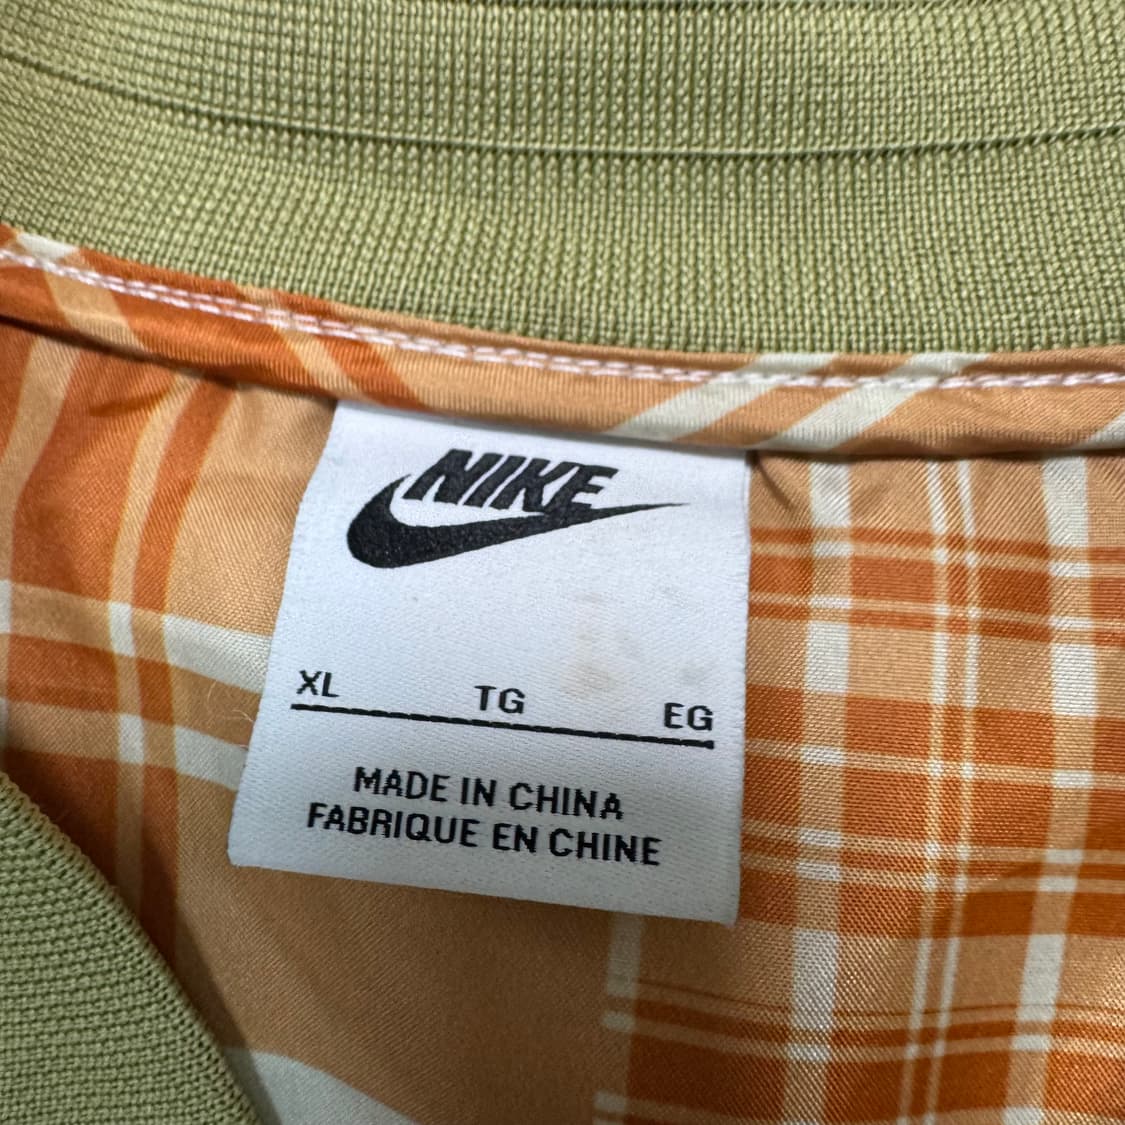 NIKE
XL TG EG
MADE IN CHINA
FABRIQUE EN CHINE